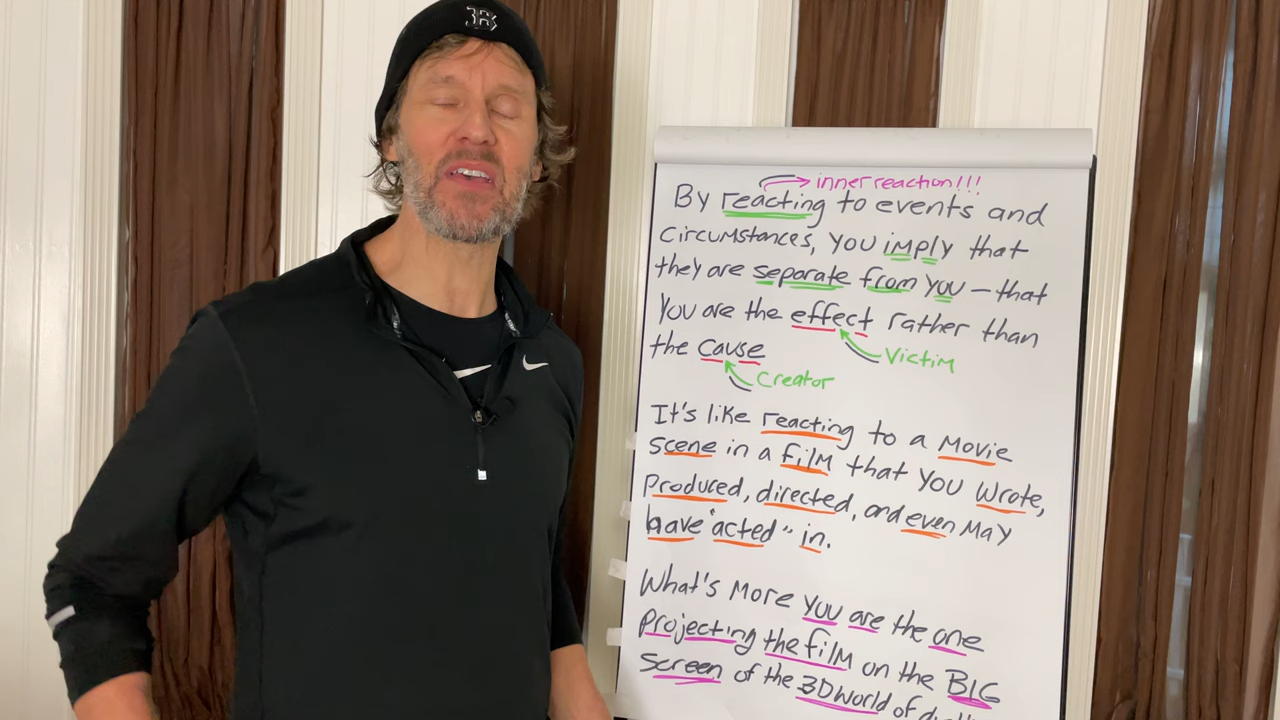 B
inner reaction!!!
By reacting to events and
circumstances, you imply that
they are separate from you – that
you are the effect rather than
Victim
the cause
Creator
It's like reacting to a movie
scene in a film that you wrote,
produced, directed, and even may
have "acted" in.
What's more you are the one
projecting the film on the BIG
screen of the 3D world of